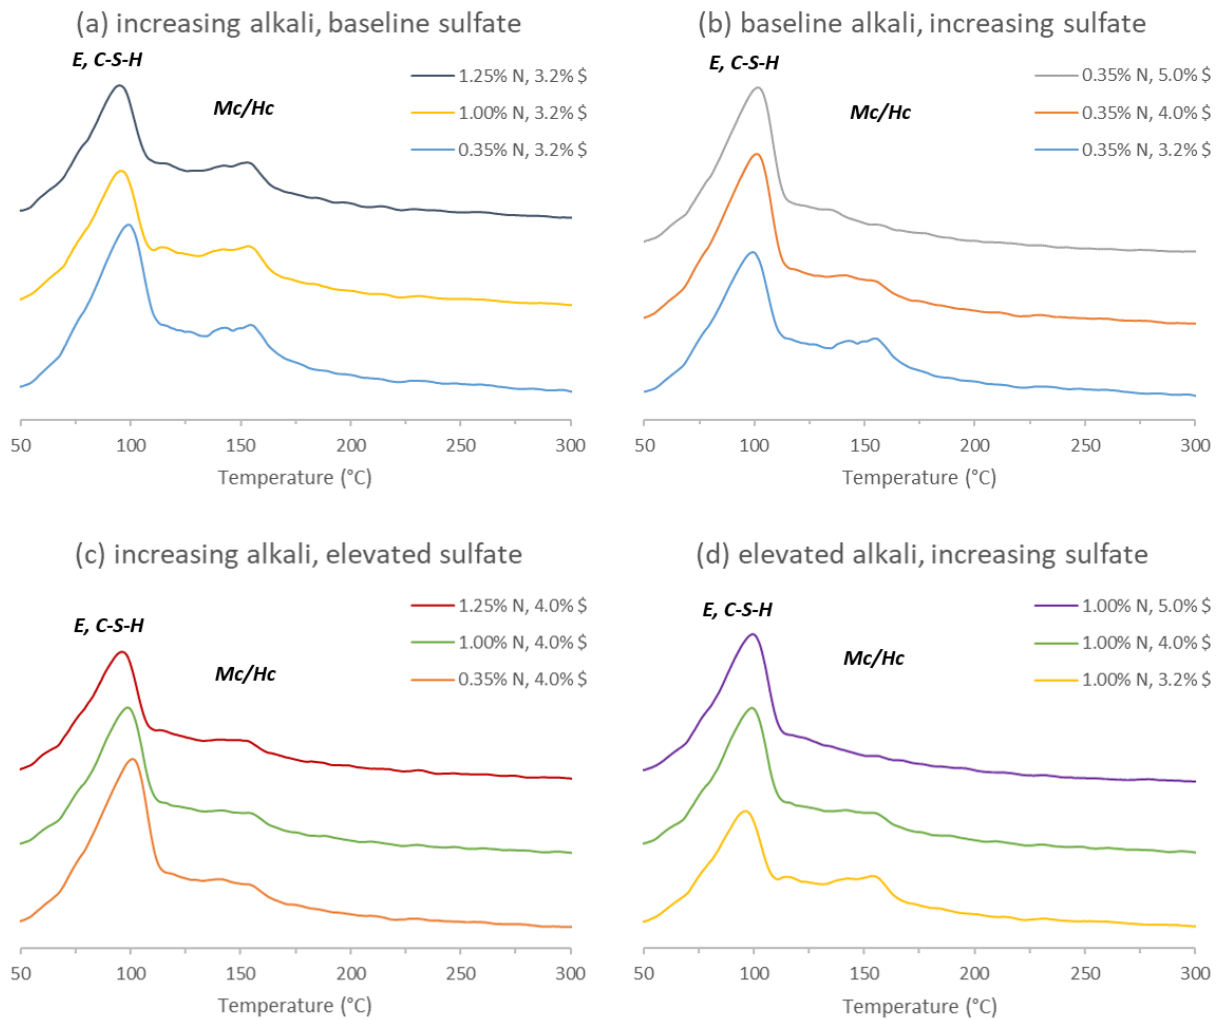 (a) increasing alkali, baseline sulfate
E, C-S-H
Mc/Hc
1.25% N, 3.2% $
1.00% N, 3.2% $
0.35% N, 3.2% $
50 100 150 200 250 300
Temperature (°C)
(b) baseline alkali, increasing sulfate
E, C-S-H
Mc/Hc
0.35% N, 5.0% $
0.35% N, 4.0% $
0.35% N, 3.2% $
50 100 150 200 250 300
Temperature (°C)
(c) increasing alkali, elevated sulfate
E, C-S-H
Mc/Hc
1.25% N, 4.0% $
1.00% N, 4.0% $
0.35% N, 4.0% $
50 100 150 200 250 300
Temperature (°C)
(d) elevated alkali, increasing sulfate
E, C-S-H
Mc/Hc
1.00% N, 5.0% $
1.00% N, 4.0% $
1.00% N, 3.2% $
50 100 150 200 250 300
Temperature (°C)